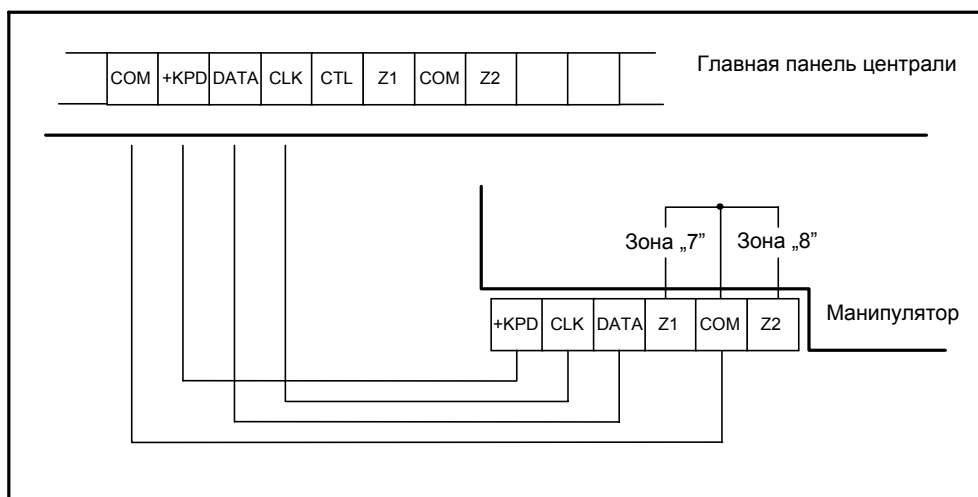 Главная панель централи
COM +KPD DATA CLK CTL Z1 COM Z2
Зона „7” Зона „8”
Манипулятор
+KPD CLK DATA Z1 COM Z2